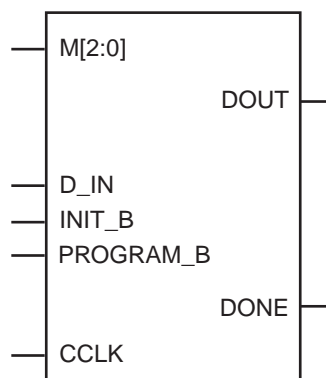 M[2:0]
DOUT
D_IN
INIT_B
PROGRAM_B
DONE
CCLK